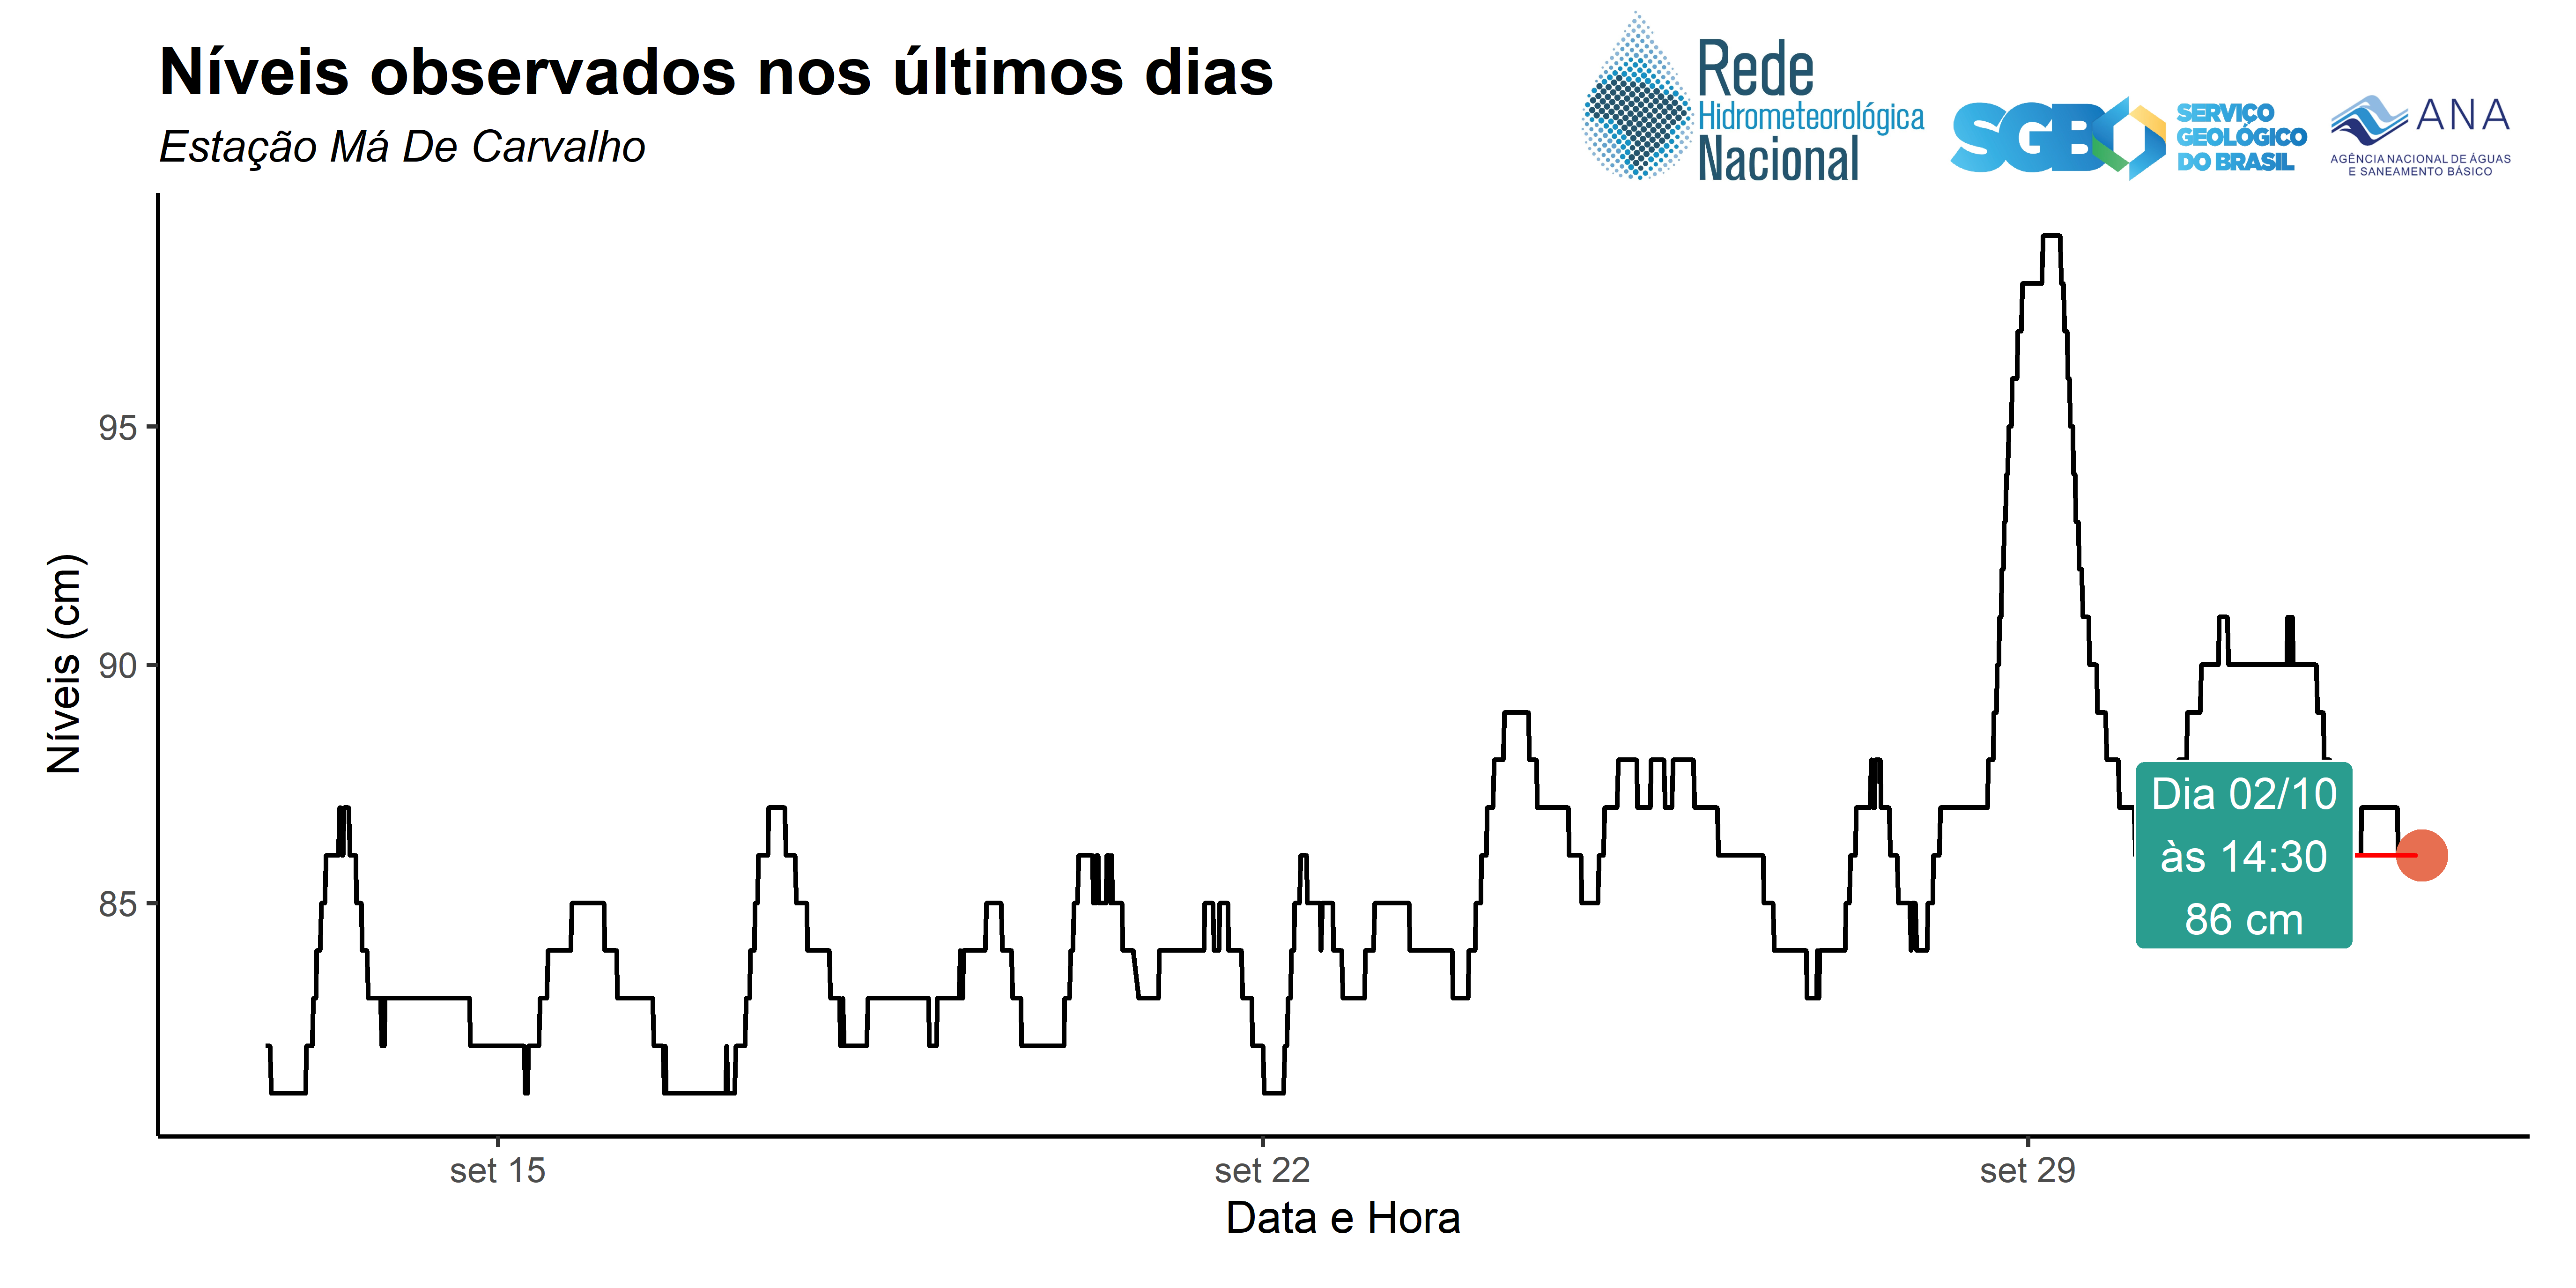 Níveis observados nos últimos dias
Estação Má De Carvalho
Rede
Hidrometeorológica
Nacional
SGB
SERVIÇO
GEOLÓGICO
DO BRASIL
ANA
AGÊNCIA NACIONAL DE ÁGUAS
E SANEAMENTO BÁSICO
Níveis (cm)
95
90
85
Dia 02/10
às 14:30
86 cm
set 15
set 22
set 29
Data e Hora